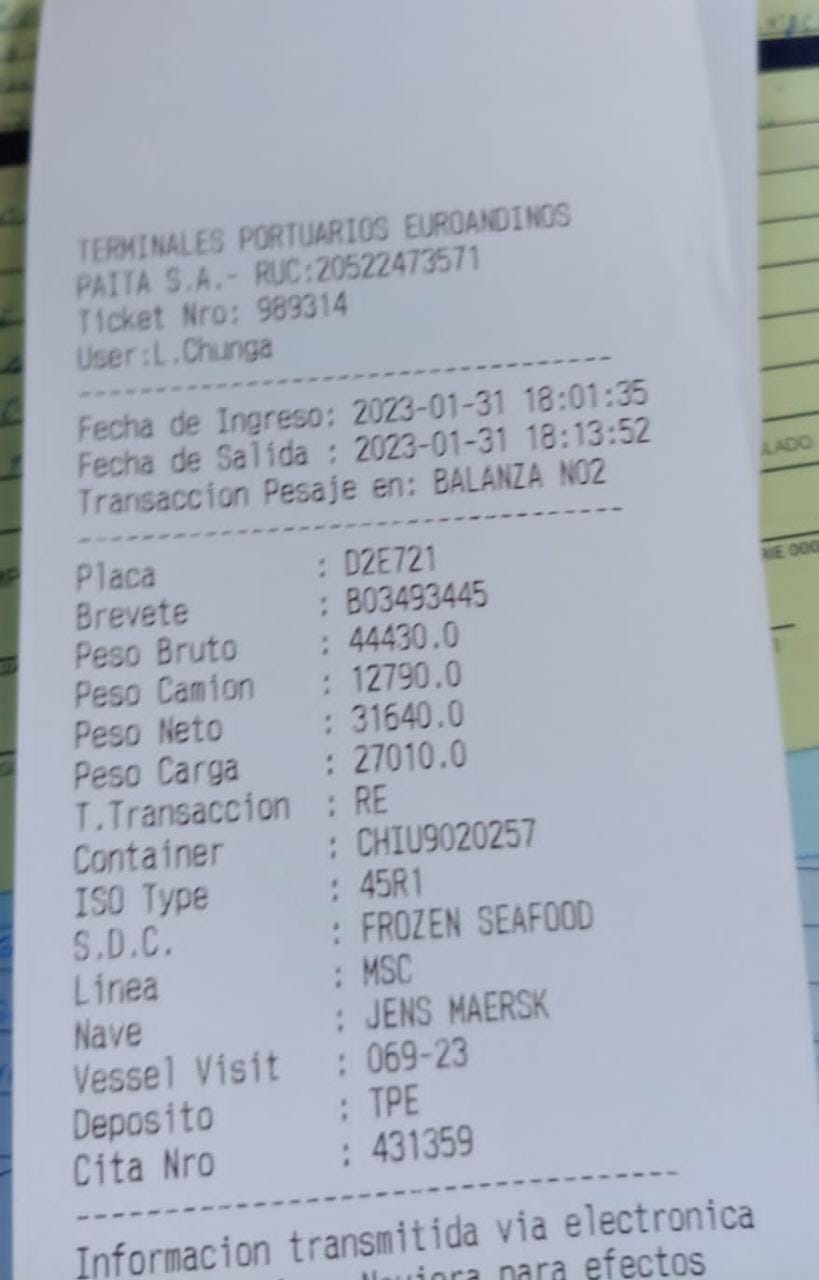 TERMINALES PORTUARIOS EUROANDINOS
PAITA S.A.- RUC:20522473571
Ticket Nro: 989314
User:L.Chunga
Fecha de Ingreso: 2023-01-31 18:01:35
Fecha de Salida : 2023-01-31 18:13:52
Transaccion Pesaje en: BALANZA N02
Placa : D2E721
Brevete : B03493445
Peso Bruto : 44430.0
Peso Camion : 12790.0
Peso Neto : 31640.0
Peso Carga : 27010.0
T.Transaccion : RE
Container : CHIU9020257
ISO Type : 45R1
S.D.C. : FROZEN SEAFOOD
Linea : MSC
Nave : JENS MAERSK
Vessel Visit : 069-23
Deposito : TPE
Cita Nro : 431359
Informacion transmitida via electronica
Naviera para efectos